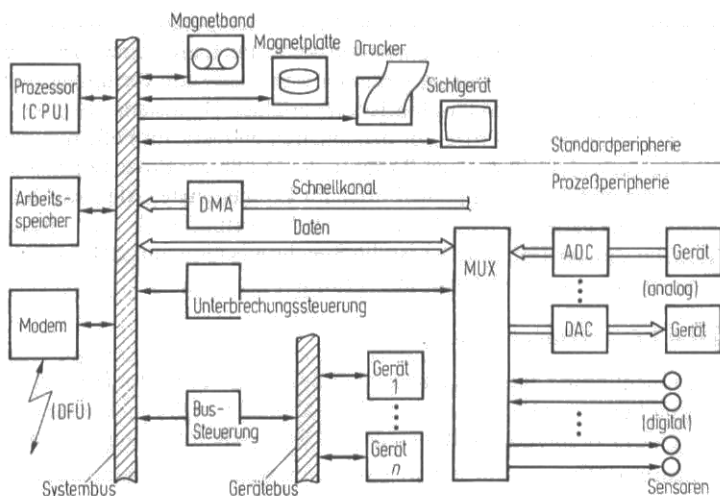 Magnetband
Magnetplatte
Drucker
Sichtgerät
Prozessor
(CPU)
Standardperipherie
Prozeßperipherie
Schnellkanal
Arbeits-
speicher
DMA
Daten
MUX
ADC
Gerät
(analog)
Unterbrechungssteuerung
Modem
DAC
Gerät
Gerät
1
(DFÜ)
Bus-
Steuerung
(digital)
Gerät
n
Systembus
Gerätebus
Sensoren